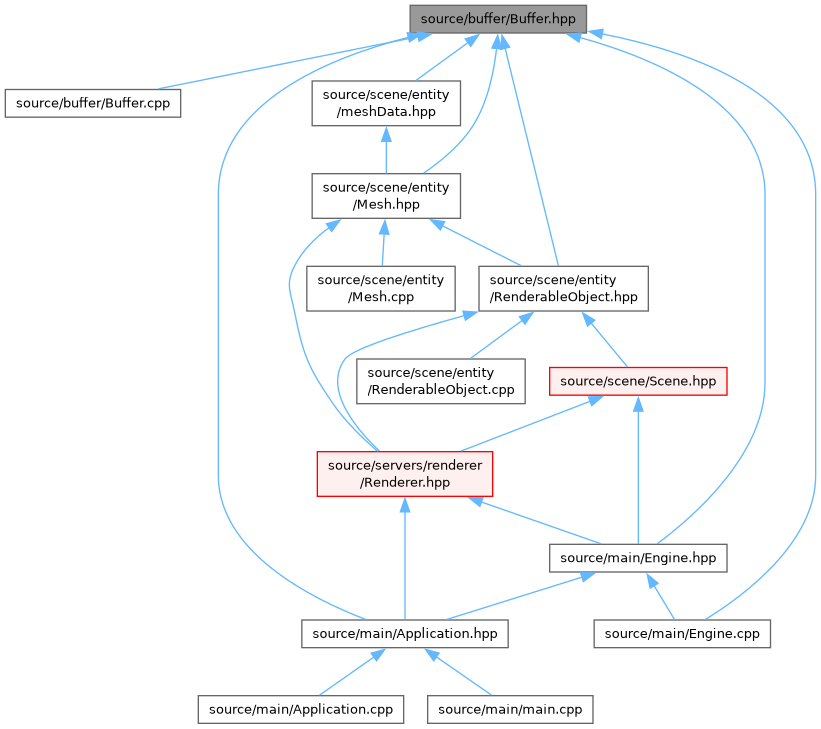 source/buffer/Buffer.hpp
source/buffer/Buffer.cpp
source/scene/entity
/meshData.hpp
source/scene/entity
/Mesh.hpp
source/scene/entity
/Mesh.cpp
source/scene/entity
/RenderableObject.hpp
source/scene/entity
/RenderableObject.cpp
source/scene/Scene.hpp
source/servers/renderer
/Renderer.hpp
source/main/Engine.hpp
source/main/Application.hpp
source/main/Engine.cpp
source/main/Application.cpp
source/main/main.cpp